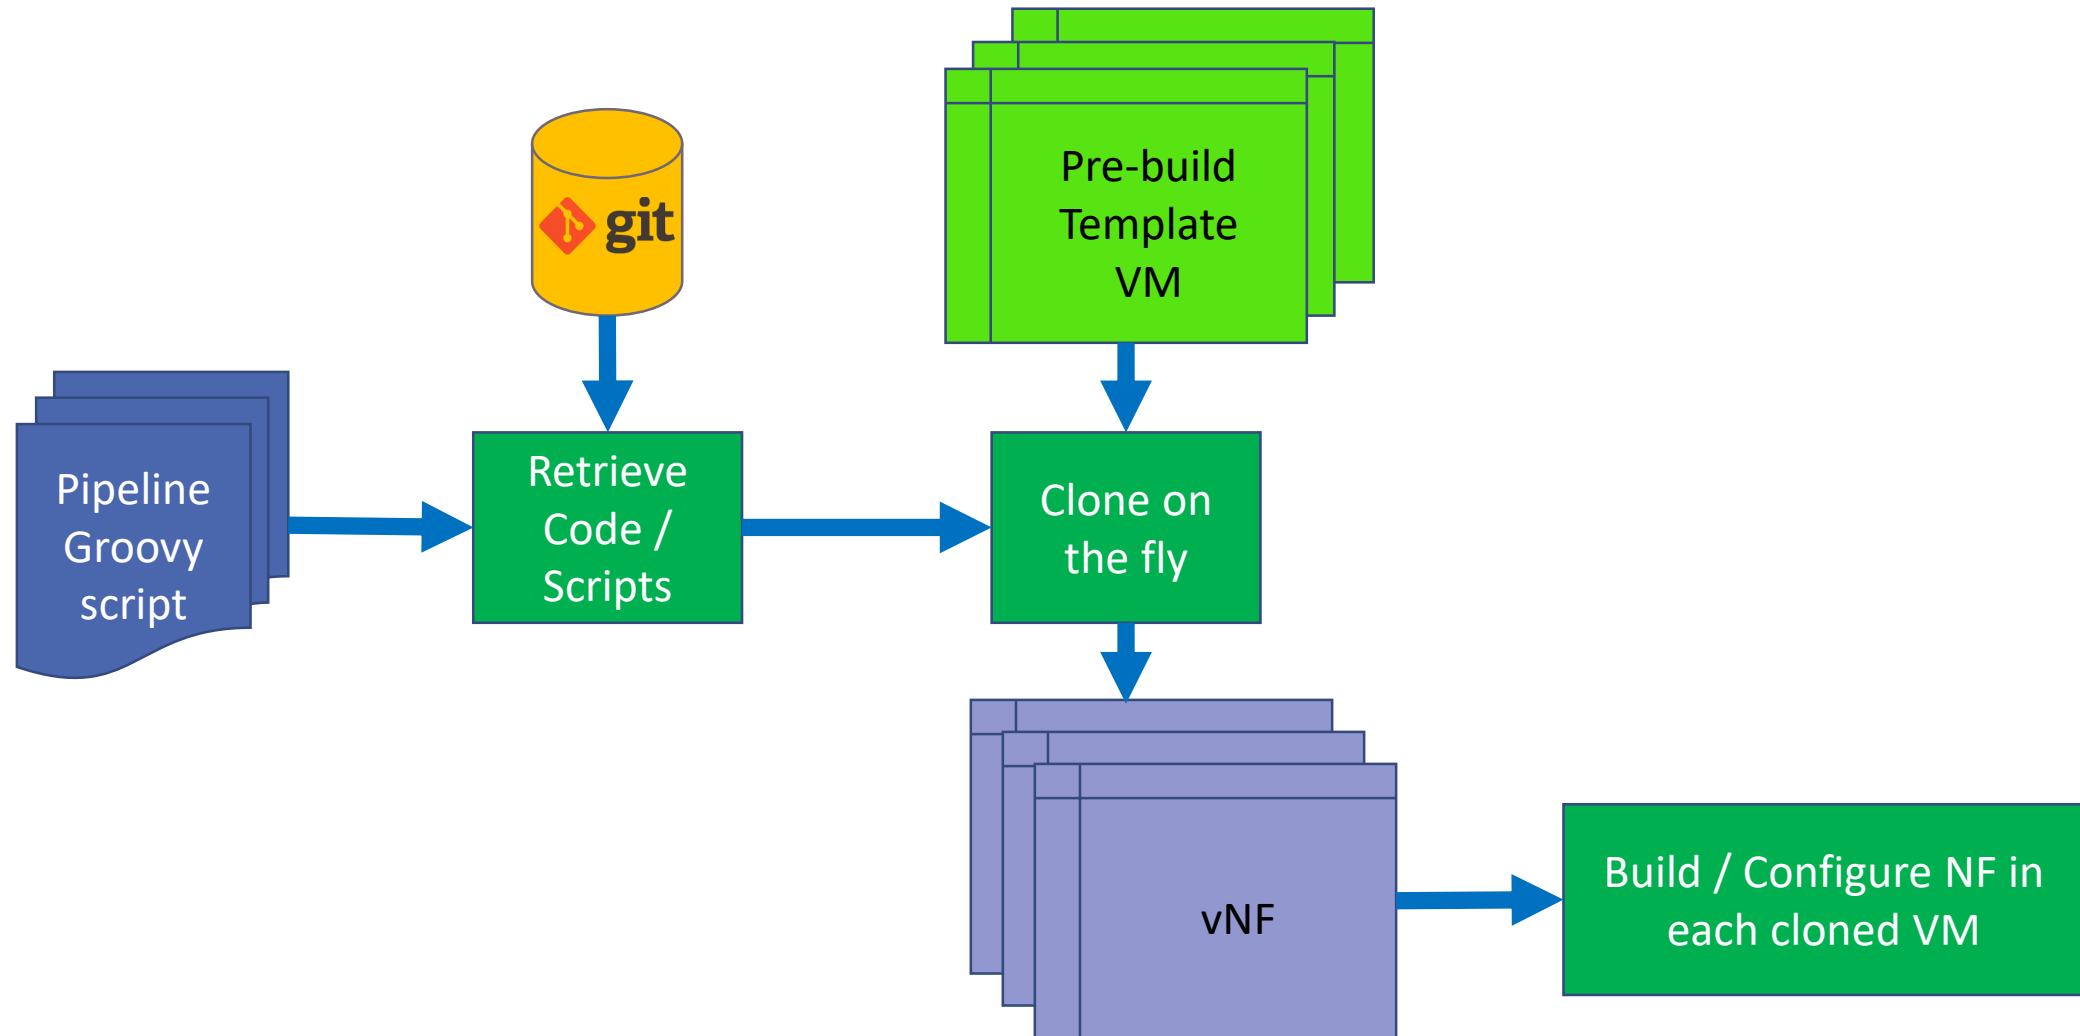 git
Pre-build
Template
VM
Pipeline
Groovy
script
Retrieve
Code /
Scripts
Clone on
the fly
vNF
Build / Configure NF in
each cloned VM